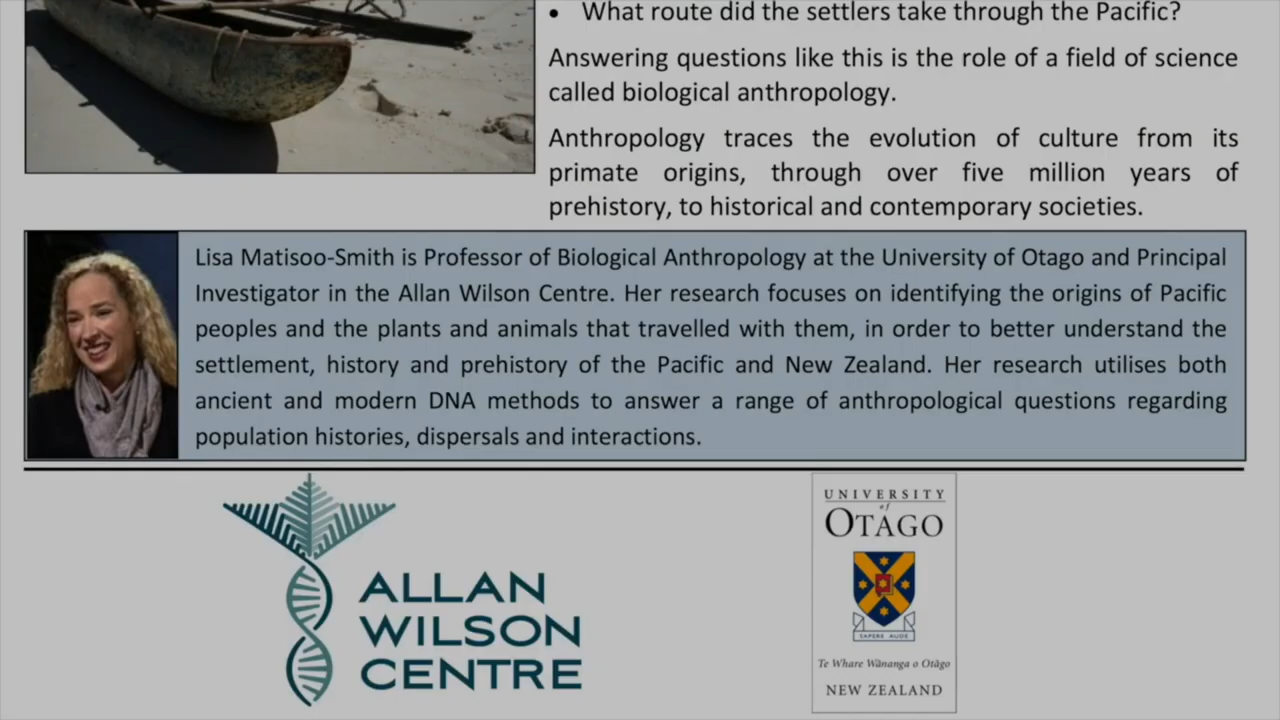 • What route did the settlers take through the Pacific?
Answering questions like this is the role of a field of science
called biological anthropology.
Anthropology traces the evolution of culture from its
primate origins, through over five million years of
prehistory, to historical and contemporary societies.
Lisa Matisoo-Smith is Professor of Biological Anthropology at the University of Otago and Principal
Investigator in the Allan Wilson Centre. Her research focuses on identifying the origins of Pacific
peoples and the plants and animals that travelled with them, in order to better understand the
settlement, history and prehistory of the Pacific and New Zealand. Her research utilises both
ancient and modern DNA methods to answer a range of anthropological questions regarding
population histories, dispersals and interactions.
ALLAN
WILSON
CENTRE
UNIVERSITY
of
OTAGO
SAPERE AUDE
Te Whare Wānanga o Otāgo
NEW ZEALAND